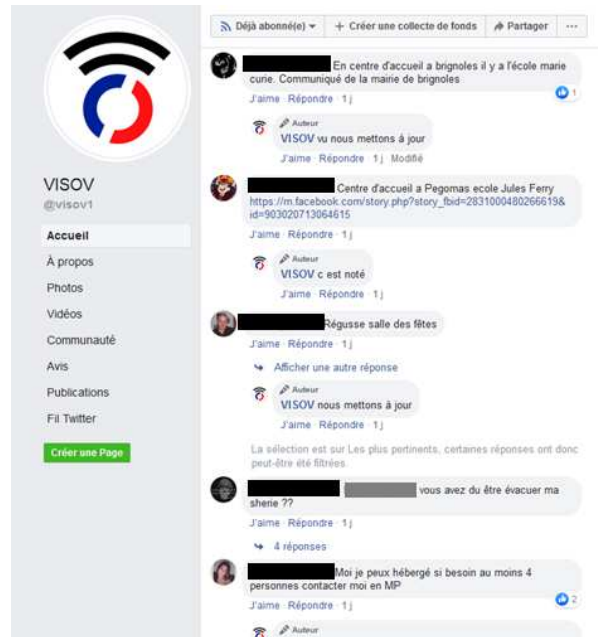 Déjà abonné(e)
+ Créer une collecte de fonds
Partager
...
En centre d'accueil a brignoles il y a l'école marie
curie. Communiqué de la mairie de brignoles
1
J'aime · Répondre · 1 j
Auteur
VISOV vu nous mettons à jour
J'aime · Répondre · 1 j · Modifié
VISOV
@visov1
Accueil
À propos
Photos
Vidéos
Communauté
Avis
Publications
Fil Twitter
Créer une Page
Centre d'accueil a Pegomas ecole Jules Ferry
https://m.facebook.com/story.php?story_fbid=2831000480266619&
id=903020713064615
J'aime · Répondre · 1 j
Auteur
VISOV c est noté
J'aime · Répondre · 1 j
Régusse salle des fêtes
J'aime · Répondre · 1 j
Afficher une autre réponse
Auteur
VISOV nous mettons à jour
J'aime · Répondre · 1 j
La sélection est sur Les plus pertinents, certaines réponses ont donc
peut-être été filtrées.
vous avez du être évacuer ma
sherie ??
J'aime · Répondre · 1 j
4 réponses
Moi je peux hébergé si besoin au moins 4
personnes contacter moi en MP
2
J'aime · Répondre · 1 j
Auteur